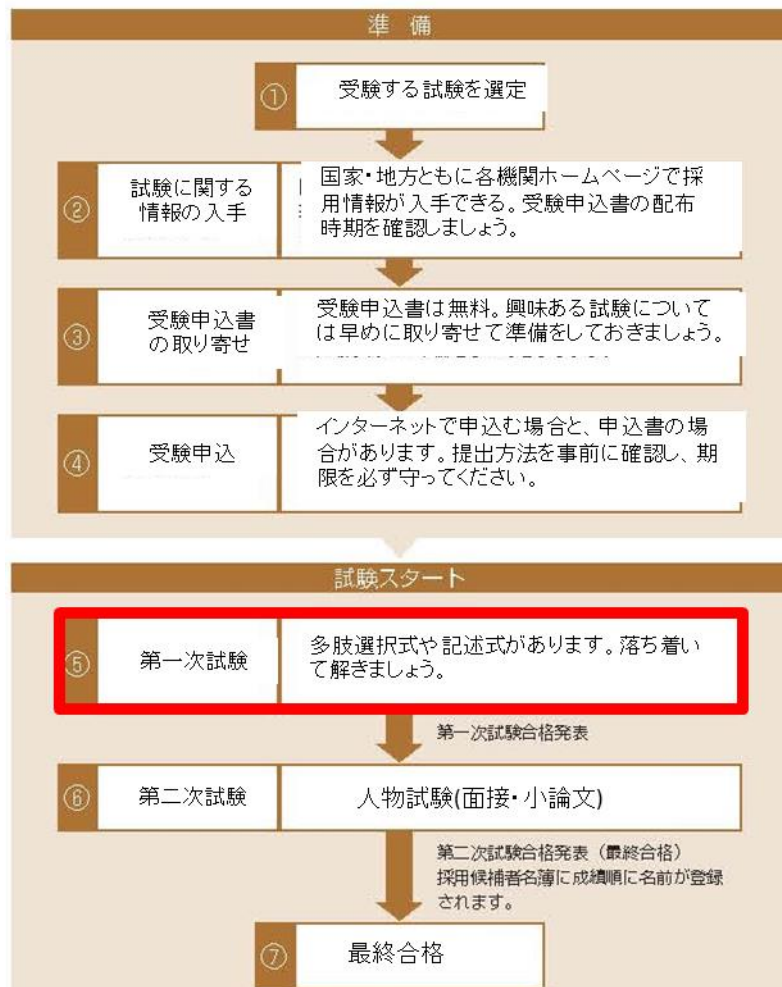 準 備
① 受験する試験を選定
② 試験に関する
情報の入手
国家・地方ともに各機関ホームページで採
用情報が入手できる。受験申込書の配布
時期を確認しましょう。
③ 受験申込書
の取り寄せ
受験申込書は無料。興味ある試験について
は早めに取り寄せて準備をしておきましょう。
④ 受験申込
インターネットで申込む場合と、申込書の場
合があります。提出方法を事前に確認し、期
限を必ず守ってください。
試験スタート
⑤ 第一次試験
多肢選択式や記述式があります。落ち着い
て解きましょう。
第一次試験合格発表
⑥ 第二次試験
人物試験(面接・小論文)
第二次試験合格発表（最終合格）
採用候補者名簿に成績順に名前が登録
されます。
⑦ 最終合格